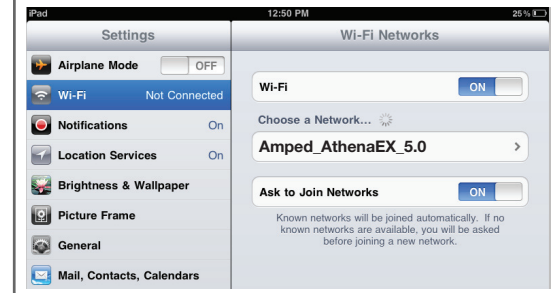 iPad 12:50 PM 25%
Settings
Wi-Fi Networks
Airplane Mode OFF
Wi-Fi Not Connected
Notifications On
Location Services On
Brightness & Wallpaper
Picture Frame
General
Mail, Contacts, Calendars
Wi-Fi ON
Choose a Network...
Amped_AthenaEX_5.0
Ask to Join Networks ON
Known networks will be joined automatically. If no
known networks are available, you will be asked
before joining a new network.